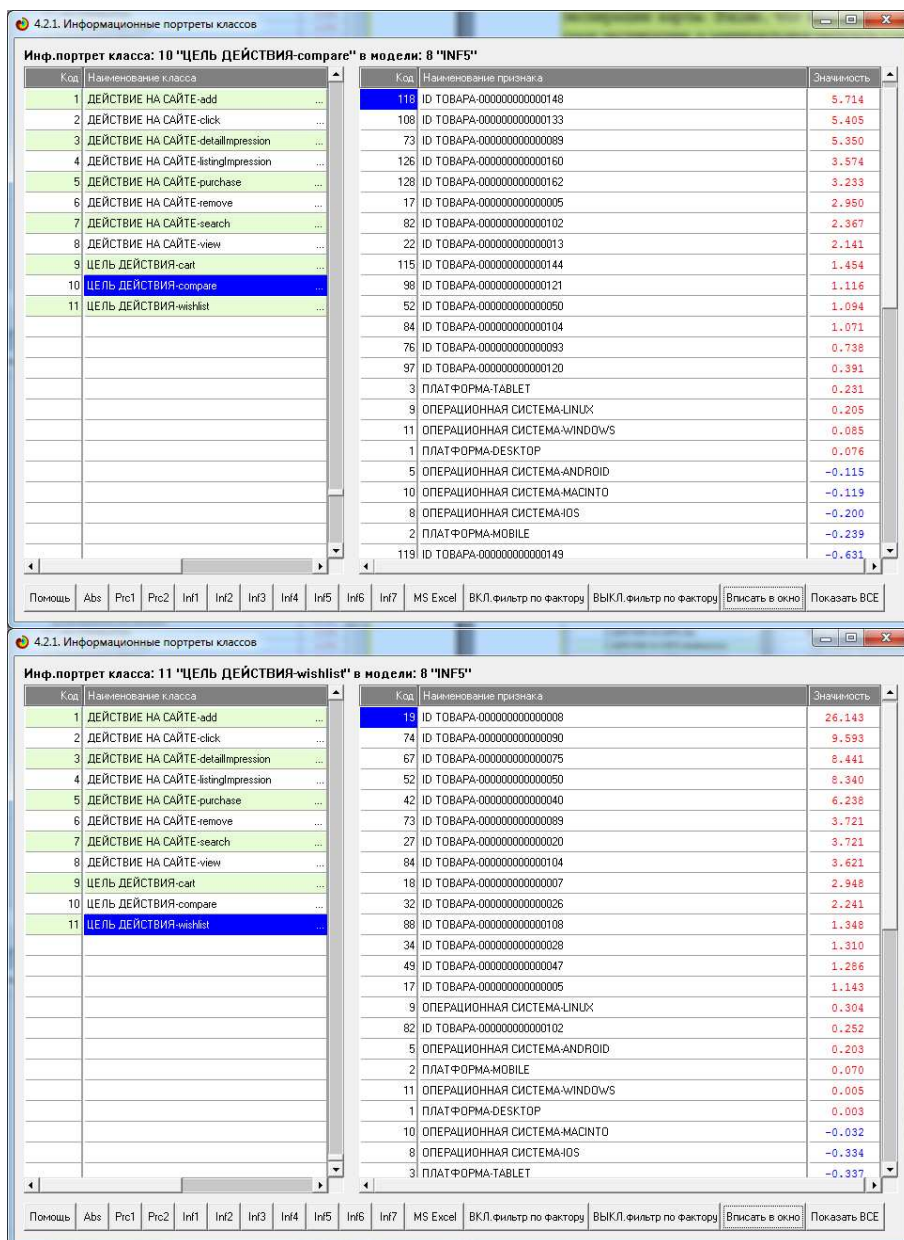 4.2.1. Информационные портреты классов
Инф.портрет класса: 10 "ЦЕЛЬ ДЕЙСТВИЯ-compare" в модели: 8 "INF5"
Код Наименование класса
1 ДЕЙСТВИЕ НА САЙТЕ-add ...
2 ДЕЙСТВИЕ НА САЙТЕ-click ...
3 ДЕЙСТВИЕ НА САЙТЕ-detailImpression ...
4 ДЕЙСТВИЕ НА САЙТЕ-listingImpression ...
5 ДЕЙСТВИЕ НА САЙТЕ-purchase ...
6 ДЕЙСТВИЕ НА САЙТЕ-remove ...
7 ДЕЙСТВИЕ НА САЙТЕ-search ...
8 ДЕЙСТВИЕ НА САЙТЕ-view ...
9 ЦЕЛЬ ДЕЙСТВИЯ-cart ...
10 ЦЕЛЬ ДЕЙСТВИЯ-compare ...
11 ЦЕЛЬ ДЕЙСТВИЯ-wishlist ...
Код Наименование признака Значимость
118 ID ТОВАРА-000000000000148 5.714
108 ID ТОВАРА-000000000000133 5.405
73 ID ТОВАРА-000000000000089 5.350
126 ID ТОВАРА-000000000000160 3.574
128 ID ТОВАРА-000000000000162 3.233
17 ID ТОВАРА-000000000000005 2.950
82 ID ТОВАРА-000000000000102 2.367
22 ID ТОВАРА-000000000000013 2.141
115 ID ТОВАРА-000000000000144 1.454
98 ID ТОВАРА-000000000000121 1.116
52 ID ТОВАРА-000000000000050 1.094
84 ID ТОВАРА-000000000000104 1.071
76 ID ТОВАРА-000000000000093 0.738
97 ID ТОВАРА-000000000000120 0.391
3 ПЛАТФОРМА-TABLET 0.231
9 ОПЕРАЦИОННАЯ СИСТЕМА-LINUX 0.205
11 ОПЕРАЦИОННАЯ СИСТЕМА-WINDOWS 0.085
1 ПЛАТФОРМА-DESKTOP 0.076
5 ОПЕРАЦИОННАЯ СИСТЕМА-ANDROID -0.115
10 ОПЕРАЦИОННАЯ СИСТЕМА-MACINTO -0.119
8 ОПЕРАЦИОННАЯ СИСТЕМА-IOS -0.200
2 ПЛАТФОРМА-MOBILE -0.239
119 ID ТОВАРА-000000000000149 -0.631
Помощь Abs Prc1 Prc2 Inf1 Inf2 Inf3 Inf4 Inf5 Inf6 Inf7 MS Excel ВКЛ.фильтр по фактору ВЫКЛ.фильтр по фактору Вписать в окно Показать ВСЕ
4.2.1. Информационные портреты классов
Инф.портрет класса: 11 "ЦЕЛЬ ДЕЙСТВИЯ-wishlist" в модели: 8 "INF5"
Код Наименование класса
1 ДЕЙСТВИЕ НА САЙТЕ-add ...
2 ДЕЙСТВИЕ НА САЙТЕ-click ...
3 ДЕЙСТВИЕ НА САЙТЕ-detailImpression ...
4 ДЕЙСТВИЕ НА САЙТЕ-listingImpression ...
5 ДЕЙСТВИЕ НА САЙТЕ-purchase ...
6 ДЕЙСТВИЕ НА САЙТЕ-remove ...
7 ДЕЙСТВИЕ НА САЙТЕ-search ...
8 ДЕЙСТВИЕ НА САЙТЕ-view ...
9 ЦЕЛЬ ДЕЙСТВИЯ-cart ...
10 ЦЕЛЬ ДЕЙСТВИЯ-compare ...
11 ЦЕЛЬ ДЕЙСТВИЯ-wishlist ...
Код Наименование признака Значимость
19 ID ТОВАРА-000000000000008 26.143
74 ID ТОВАРА-000000000000090 9.593
67 ID ТОВАРА-000000000000075 8.441
52 ID ТОВАРА-000000000000050 8.340
42 ID ТОВАРА-000000000000040 6.238
73 ID ТОВАРА-000000000000089 3.721
27 ID ТОВАРА-000000000000020 3.721
84 ID ТОВАРА-000000000000104 3.621
18 ID ТОВАРА-000000000000007 2.948
32 ID ТОВАРА-000000000000026 2.241
88 ID ТОВАРА-000000000000108 1.348
34 ID ТОВАРА-000000000000028 1.310
49 ID ТОВАРА-000000000000047 1.286
17 ID ТОВАРА-000000000000005 1.143
9 ОПЕРАЦИОННАЯ СИСТЕМА-LINUX 0.304
82 ID ТОВАРА-000000000000102 0.252
5 ОПЕРАЦИОННАЯ СИСТЕМА-ANDROID 0.203
2 ПЛАТФОРМА-MOBILE 0.070
11 ОПЕРАЦИОННАЯ СИСТЕМА-WINDOWS 0.005
1 ПЛАТФОРМА-DESKTOP 0.003
10 ОПЕРАЦИОННАЯ СИСТЕМА-MACINTO -0.032
8 ОПЕРАЦИОННАЯ СИСТЕМА-IOS -0.334
3 ПЛАТФОРМА-TABLET -0.337
Помощь Abs Prc1 Prc2 Inf1 Inf2 Inf3 Inf4 Inf5 Inf6 Inf7 MS Excel ВКЛ.фильтр по фактору ВЫКЛ.фильтр по фактору Вписать в окно Показать ВСЕ